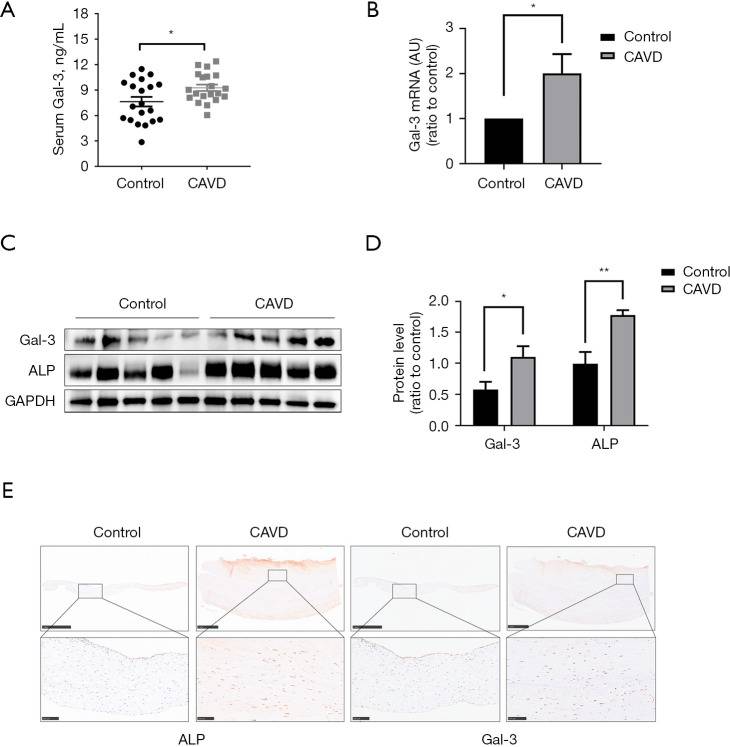 A
Serum Gal-3, ng/mL
18
15
12
9
6
3
0
*
Control
CAVD
B
Gal-3 mRNA (AU)
(ratio to control)
3
2
1
0
*
Control
CAVD
Control
CAVD
C
Control
CAVD
Gal-3
ALP
GAPDH
D
Protein level
(ratio to control)
2.0
1.5
1.0
0.5
0.0
*
**
Gal-3
ALP
Control
CAVD
E
Control
CAVD
Control
CAVD
ALP
Gal-3